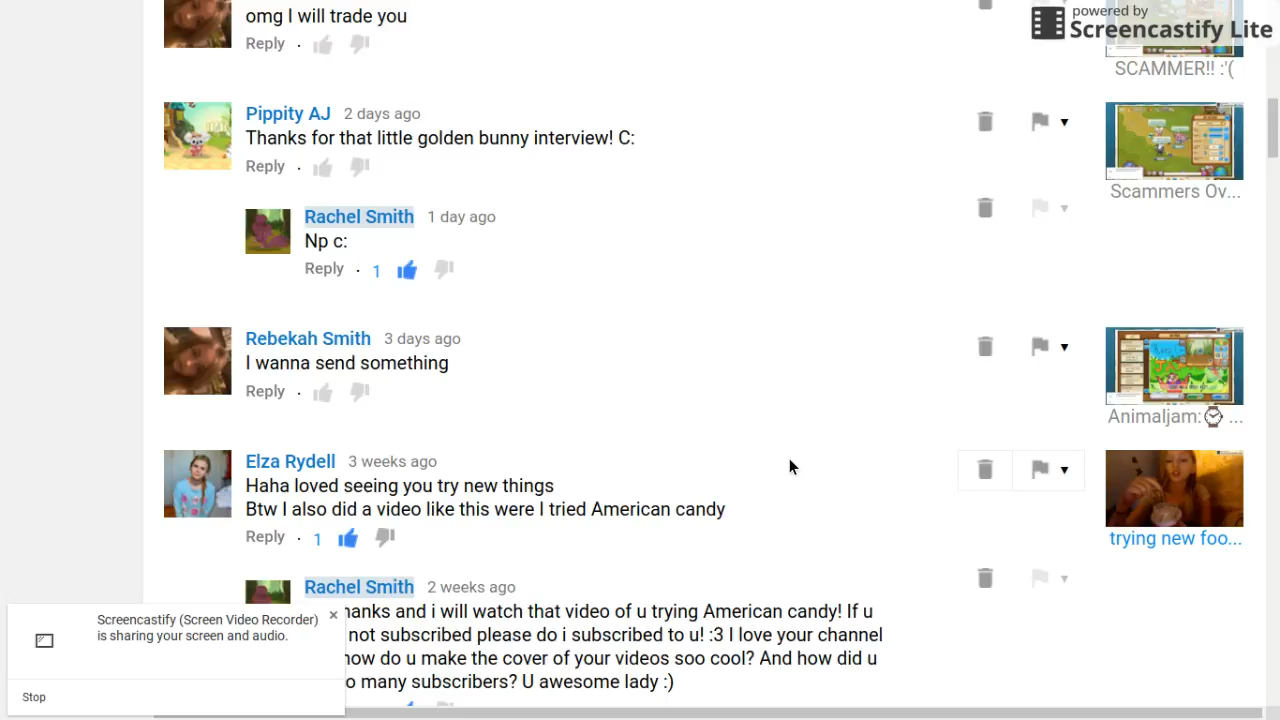 powered by
Screencastify Lite
omg I will trade you
Reply .
SCAMMER!! :'(
Pippity AJ 2 days ago
Thanks for that little golden bunny interview! C:
Reply .
Scammers Ov...
Rachel Smith 1 day ago
Np c:
Reply . 1
Rebekah Smith 3 days ago
I wanna send something
Reply .
Animaljam:⌚ ...
Elza Rydell 3 weeks ago
Haha loved seeing you try new things
Btw I also did a video like this were I tried American candy
Reply . 1
trying new foo...
Rachel Smith 2 weeks ago
and i will watch that video of u trying American candy! If u
not subscribed please do i subscribed to u! :3 I love your channel
do u make the cover of your videos soo cool? And how did u
many subscribers? U awesome lady :)
Screencastify (Screen Video Recorder)
is sharing your screen and audio.
Stop